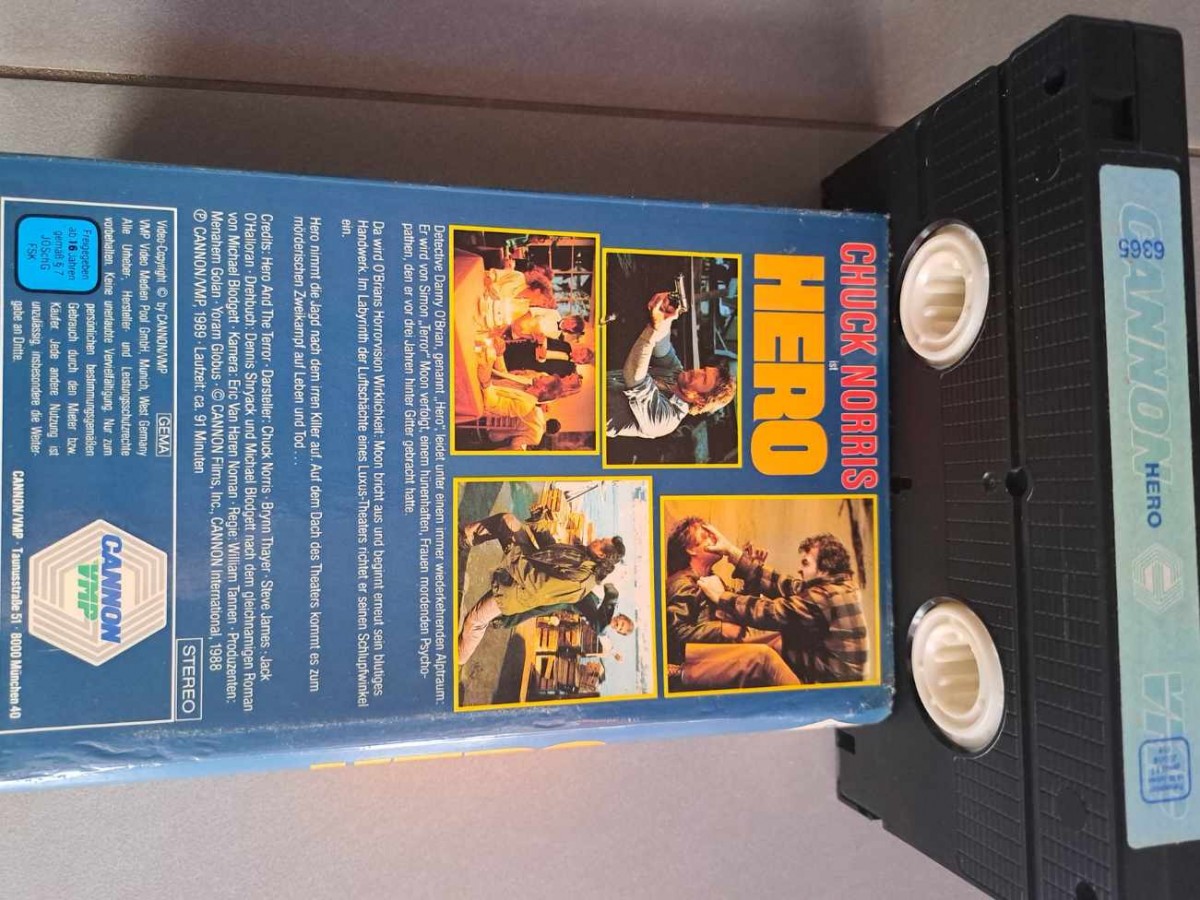 CHUCK NORRIS
ist
HERO
Detective Danny O'Brian, genannt „Hero“, leidet unter einem immer wiederkehrenden Alptraum:
Er wird von Simon „Terror“ Moon verfolgt, einem hünenhaften, Frauen mordenden Psycho-
pathen, den er vor drei Jahren hinter Gitter gebracht hatte.
Da wird O'Brians Horrorvision Wirklichkeit: Moon bricht aus und beginnt erneut sein blutiges
Handwerk. Im Labyrinth der Luftschächte eines Luxus-Theaters richtet er seinen Schlupfwinkel
ein.
Hero nimmt die Jagd nach dem irren Killer auf. Auf dem Dach des Theaters kommt es zum
mörderischen Zweikampf auf Leben und Tod ...
Credits: Hero And The Terror · Darsteller: Chuck Norris · Brynn Thayer · Steve James · Jack
O'Halloran · Drehbuch: Dennis Shryack und Michael Blodgett nach dem gleichnamigen Roman
von Michael Blodgett · Kamera: Eric Van Haren Noman · Regie: William Tannen · Produzenten:
Menahem Golan · Yoram Globus · © CANNON Films, Inc., CANNON International, 1988
℗ CANNON/VMP, 1989 · Laufzeit: ca. 91 Minuten
STEREO
Video-Copyright © by CANNON/VMP
VMP Video Medien Pool GmbH, Munich, West Germany
GEMA
Alle Urheber-, Hersteller- und Leistungsschutzrechte
vorbehalten. Keine unerlaubte Vervielfältigung. Nur zum
persönlichen bestimmungsgemäßen
Gebrauch durch den Mieter bzw.
Käufer. Jede andere Nutzung ist
unzulässig, insbesondere die Weiter-
gabe an Dritte.
Freigegeben
ab 16 Jahren
gemäß § 7
JÖSchG
FSK
CANNON
VMP
CANNON/VMP · Taunusstraße 51 · 8000 München 40
CANNON
6365
HERO
VMP